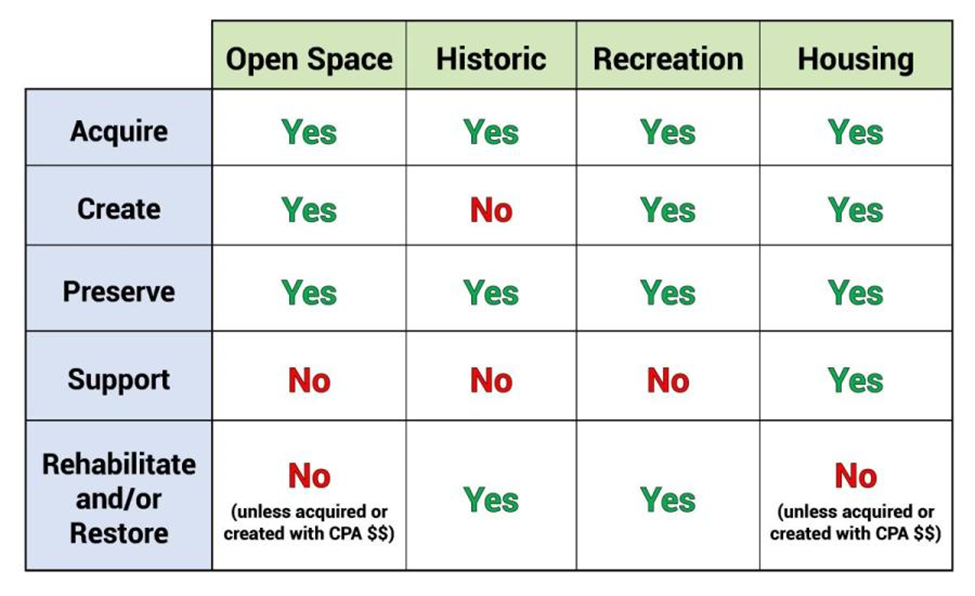 Open Space Historic Recreation Housing
Acquire Yes Yes Yes Yes
Create Yes No Yes Yes
Preserve Yes Yes Yes Yes
Support No No No Yes
Rehabilitate
and/or
Restore
No
(unless acquired or
created with CPA $$)
Yes
Yes
No
(unless acquired or
created with CPA $$)